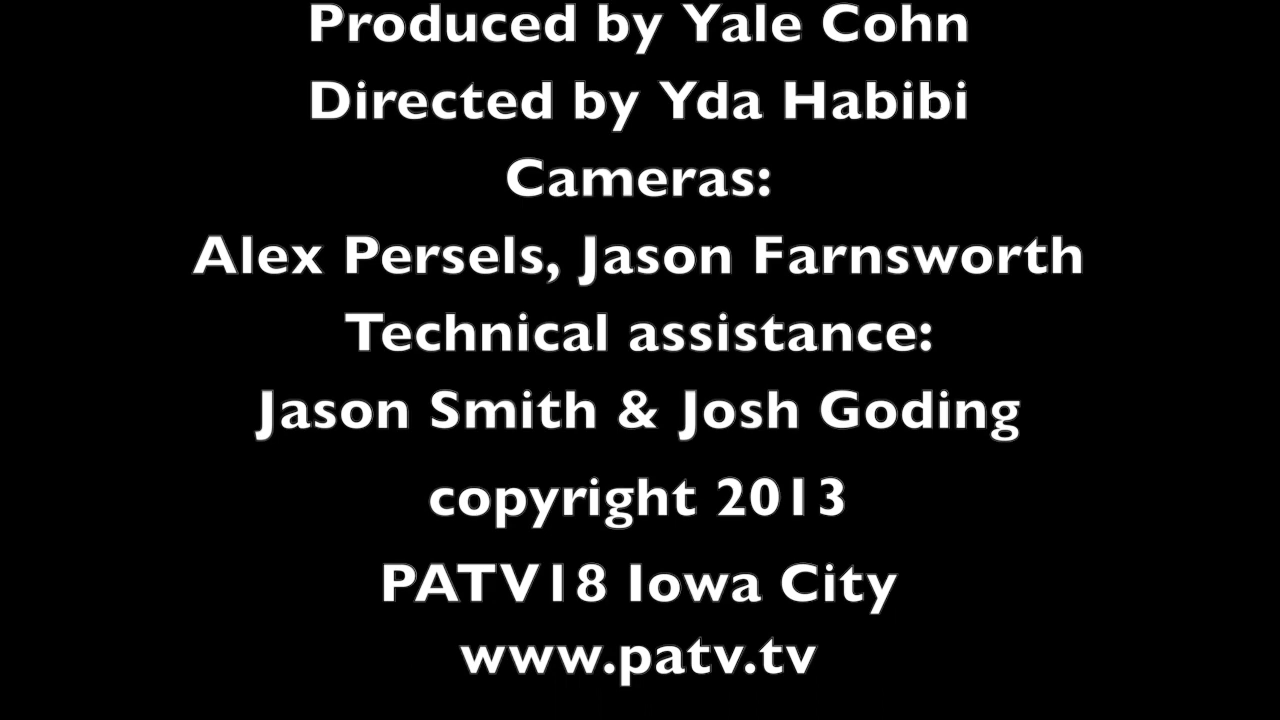 Produced by Yale Cohn
Directed by Yda Habibi
Cameras:
Alex Persels, Jason Farnsworth
Technical assistance:
Jason Smith & Josh Goding
copyright 2013
PATV18 Iowa City
www.patv.tv